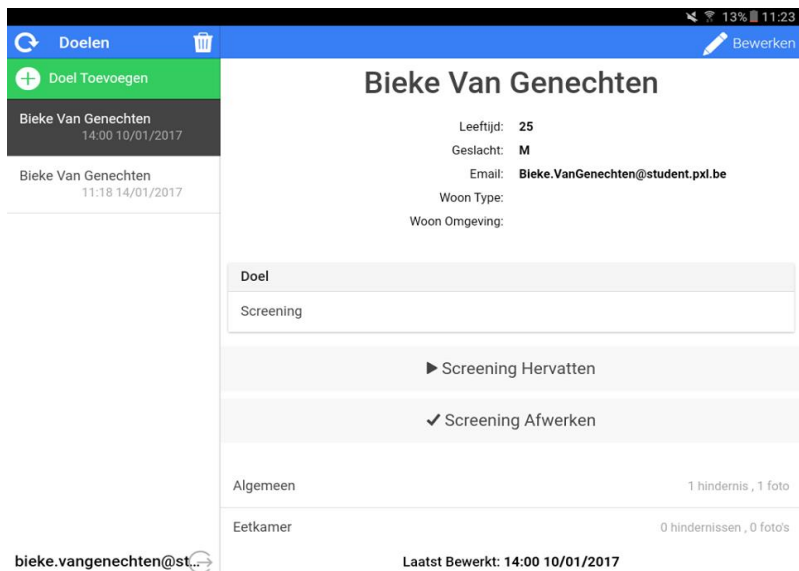 13% 11:23
Doelen
Bewerken
Doel Toevoegen
Bieke Van Genechten
14:00 10/01/2017
Bieke Van Genechten
11:18 14/01/2017
bieke.vangenechten@st...
Bieke Van Genechten
Leeftijd: 25
Geslacht: M
Email: Bieke.VanGenechten@student.pxl.be
Woon Type:
Woon Omgeving:
Doel
Screening
Screening Hervatten
Screening Afwerken
Algemeen 1 hindernis , 1 foto
Eetkamer 0 hindernissen , 0 foto's
Laatst Bewerkt: 14:00 10/01/2017